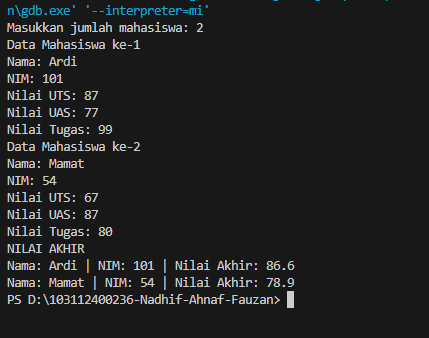 n\gdb.exe' '--interpreter=mi'
Masukkan jumlah mahasiswa: 2
Data Mahasiswa ke-1
Nama: Ardi
NIM: 101
Nilai UTS: 87
Nilai UAS: 77
Nilai Tugas: 99
Data Mahasiswa ke-2
Nama: Mamat
NIM: 54
Nilai UTS: 67
Nilai UAS: 87
Nilai Tugas: 80
NILAI AKHIR
Nama: Ardi | NIM: 101 | Nilai Akhir: 86.6
Nama: Mamat | NIM: 54 | Nilai Akhir: 78.9
PS D:\103112400236-Nadhif-Ahnaf-Fauzan>